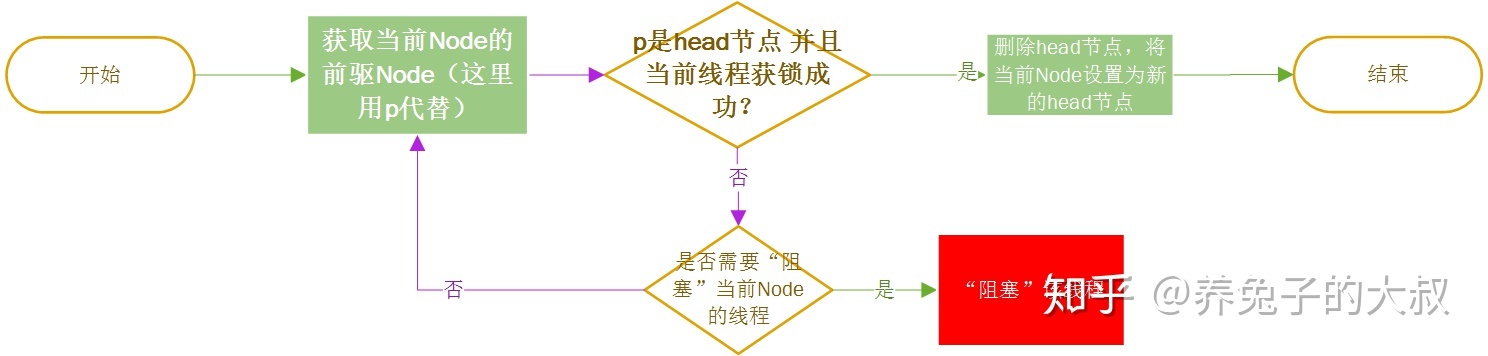 开始
获取当前Node的
前驱Node（这里
用p代替）
p是head节点 并且
当前线程获锁成
功？
是
删除head节点，将
当前Node设置为新
的head节点
结束
否
是否需要“阻
塞”当前Node
的线程
否
是
“阻塞”线程
知乎 @养兔子的大叔